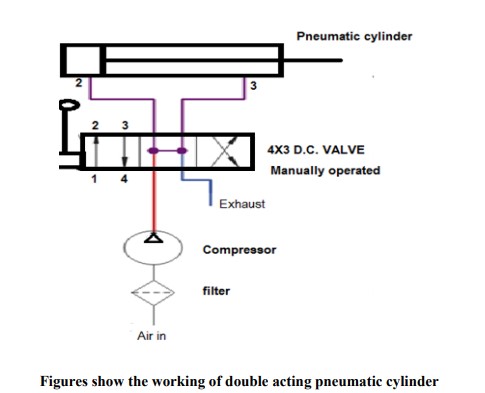 Pneumatic cylinder
2 3
2 3
4X3 D.C. VALVE
1 4
Manually operated
Exhaust
Compressor
filter
Air in
Figures show the working of double acting pneumatic cylinder